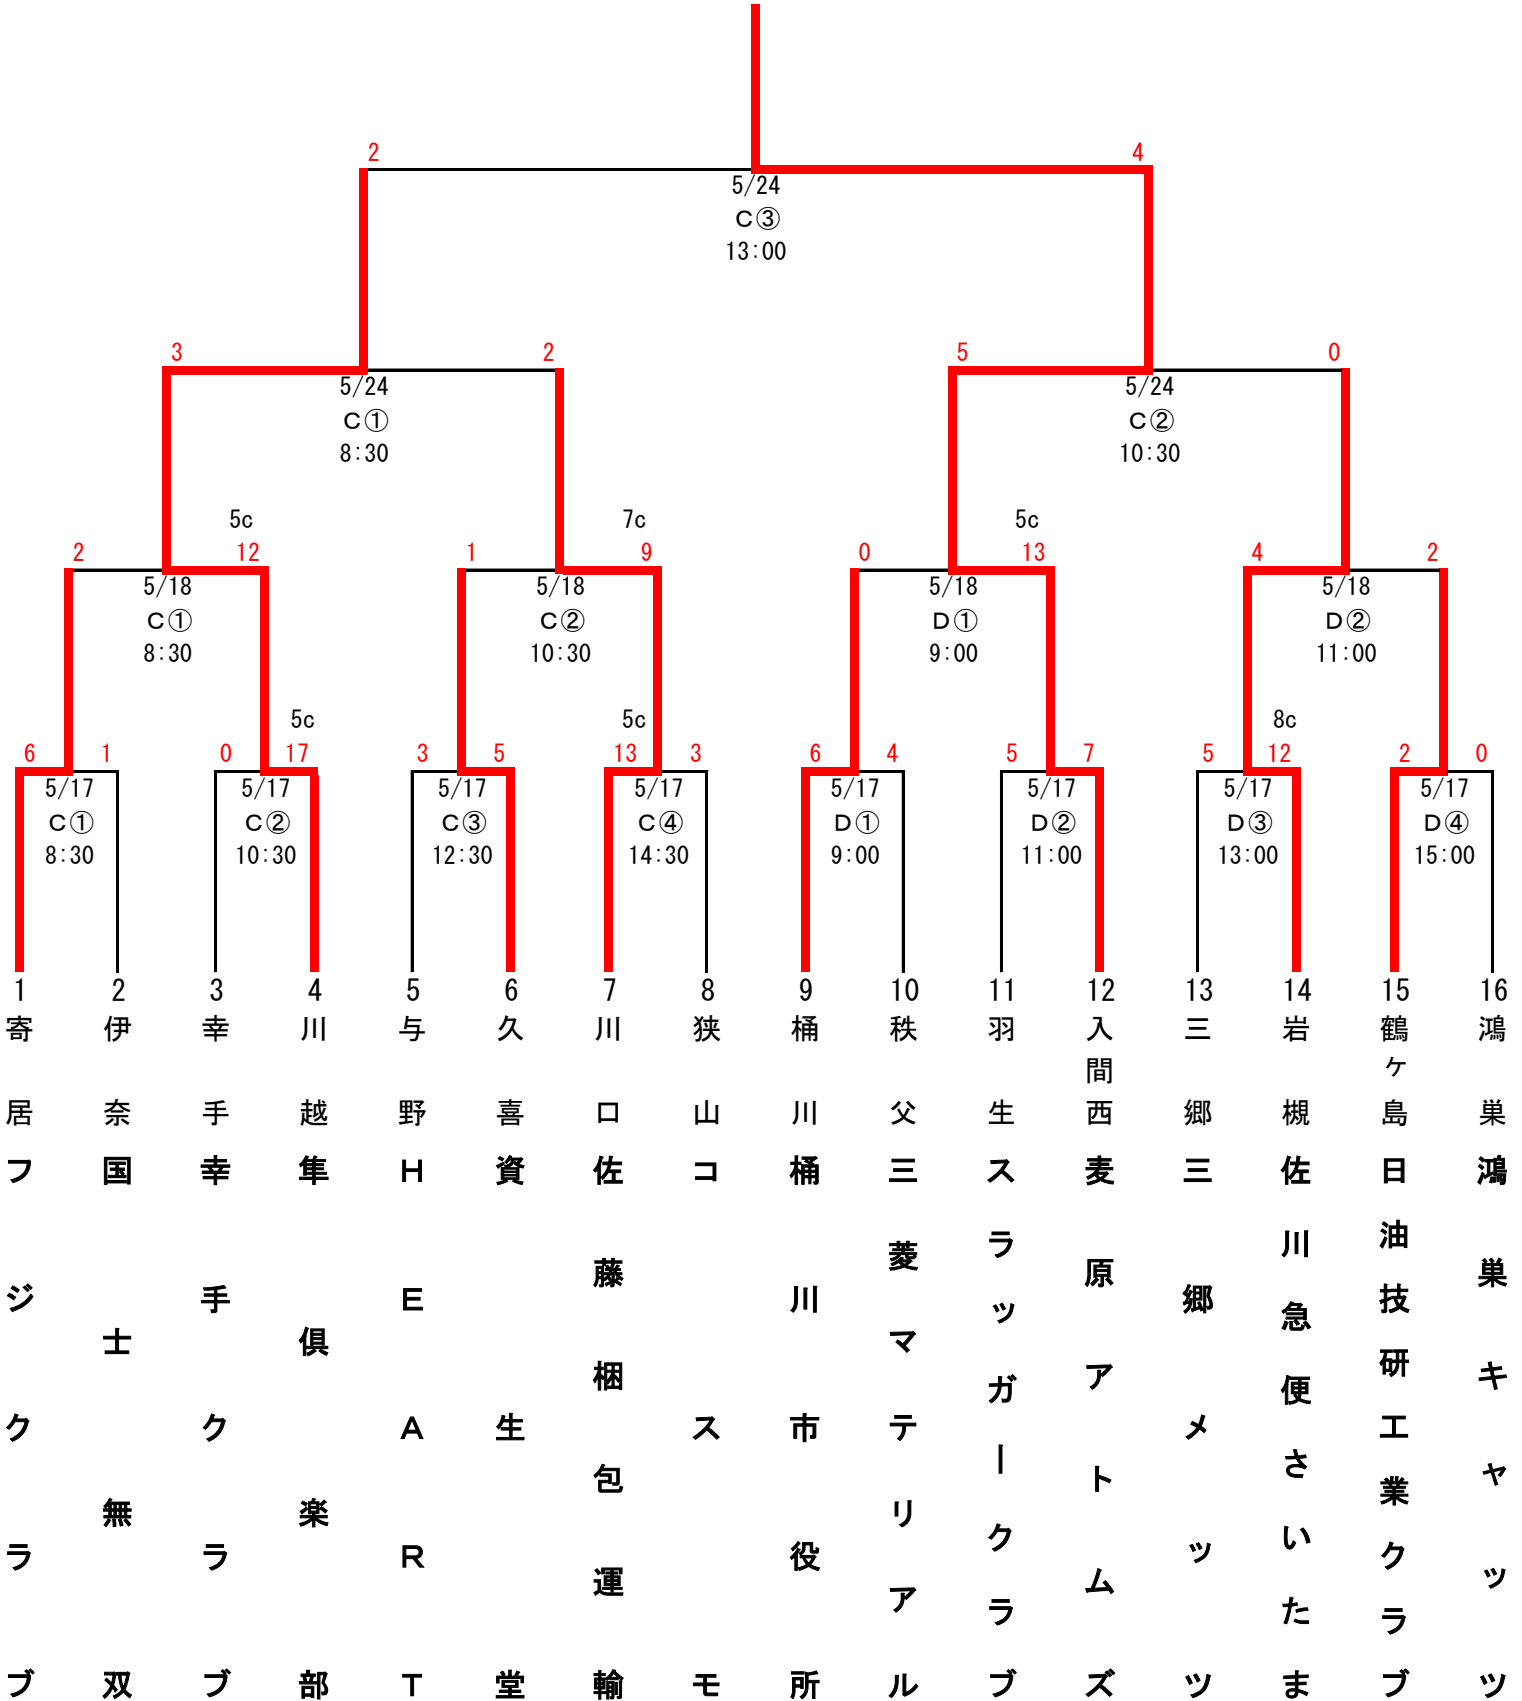 2 4
5/24
C③
13:00
3 2 5 0
5/24 5/24
C① C②
8:30 10:30
5c 7c 5c
2 12 1 9 0 13 4 2
5/18 5/18 5/18 5/18
C① C② D① D②
8:30 10:30 9:00 11:00
5c 5c 8c
6 1 0 17 3 5 13 3 6 4 5 7 5 12 2 0
5/17 5/17 5/17 5/17 5/17 5/17 5/17 5/17
C① C② C③ C④ D① D② D③ D④
8:30 10:30 12:30 14:30 9:00 11:00 13:00 15:00
1 寄居 フジクラブ
2 伊奈 国士無双
3 幸手 幸手クラブ
4 川越 隼倶楽部
5 与野 HEART
6 久喜 資生堂
7 川口 佐藤梱包運輸
8 狭山 コスモ
9 桶川 桶川市役所
10 秩父 三菱マテリアル
11 羽生 スラッガークラブ
12 入間西 麦原アトムズ
13 三郷 三郷メッツ
14 岩槻 佐川急便さいたま
15 鶴ヶ島 日油技研工業クラブ
16 鴻巣 鴻巣キャッツ